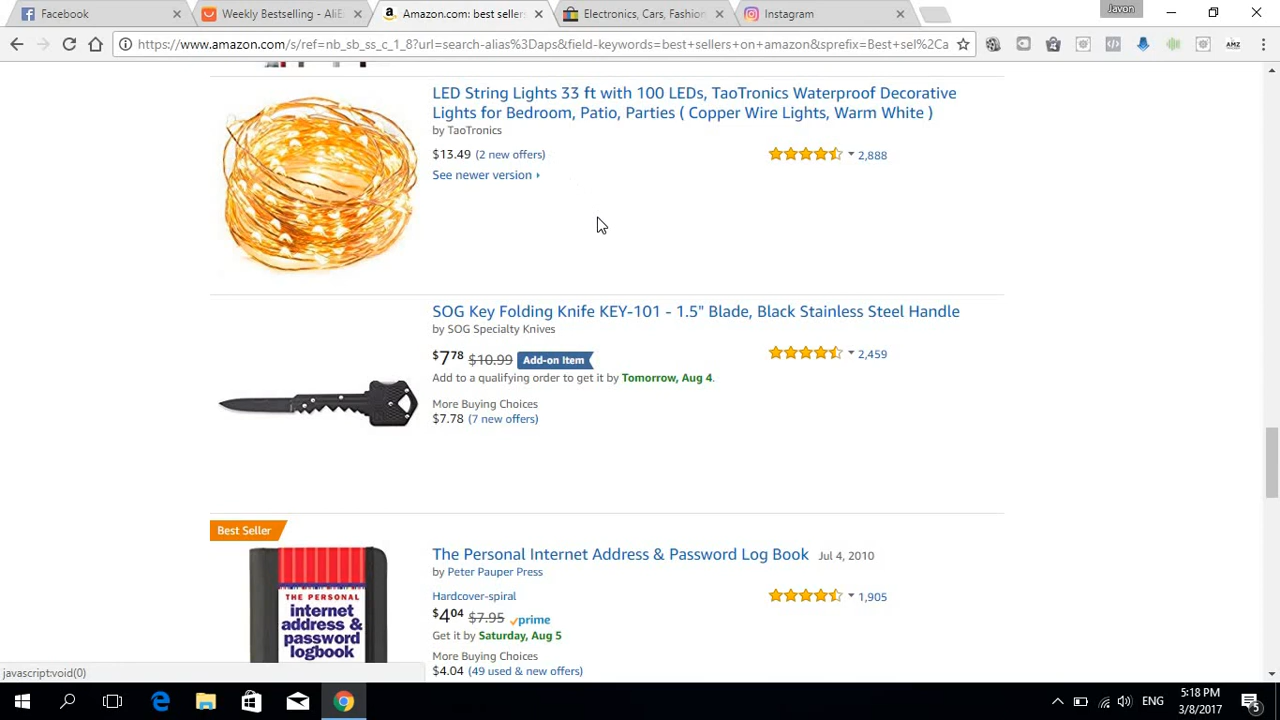 Facebook
Weekly Bestselling - AliE
Amazon.com: best sellers
Electronics, Cars, Fashion
Instagram
Javon
https://www.amazon.com/s/ref=nb_sb_ss_c_1_8?url=search-alias%3Daps&field-keywords=best+sellers+on+amazon&sprefix=Best+sel%2Ca
AMZ
LED String Lights 33 ft with 100 LEDs, TaoTronics Waterproof Decorative
Lights for Bedroom, Patio, Parties ( Copper Wire Lights, Warm White )
by TaoTronics
$13.49 (2 new offers)
2,888
See newer version
SOG Key Folding Knife KEY-101 - 1.5" Blade, Black Stainless Steel Handle
by SOG Specialty Knives
$7 78 $10.99 Add-on Item
2,459
Add to a qualifying order to get it by Tomorrow, Aug 4.
More Buying Choices
$7.78 (7 new offers)
Best Seller
THE PERSONAL
internet
address &
password
logbook
The Personal Internet Address & Password Log Book Jul 4, 2010
by Peter Pauper Press
Hardcover-spiral
1,905
$4 04 $7.95 prime
Get it by Saturday, Aug 5
More Buying Choices
$4.04 (49 used & new offers)
javascript:void(0)
ENG
5:18 PM
3/8/2017
5